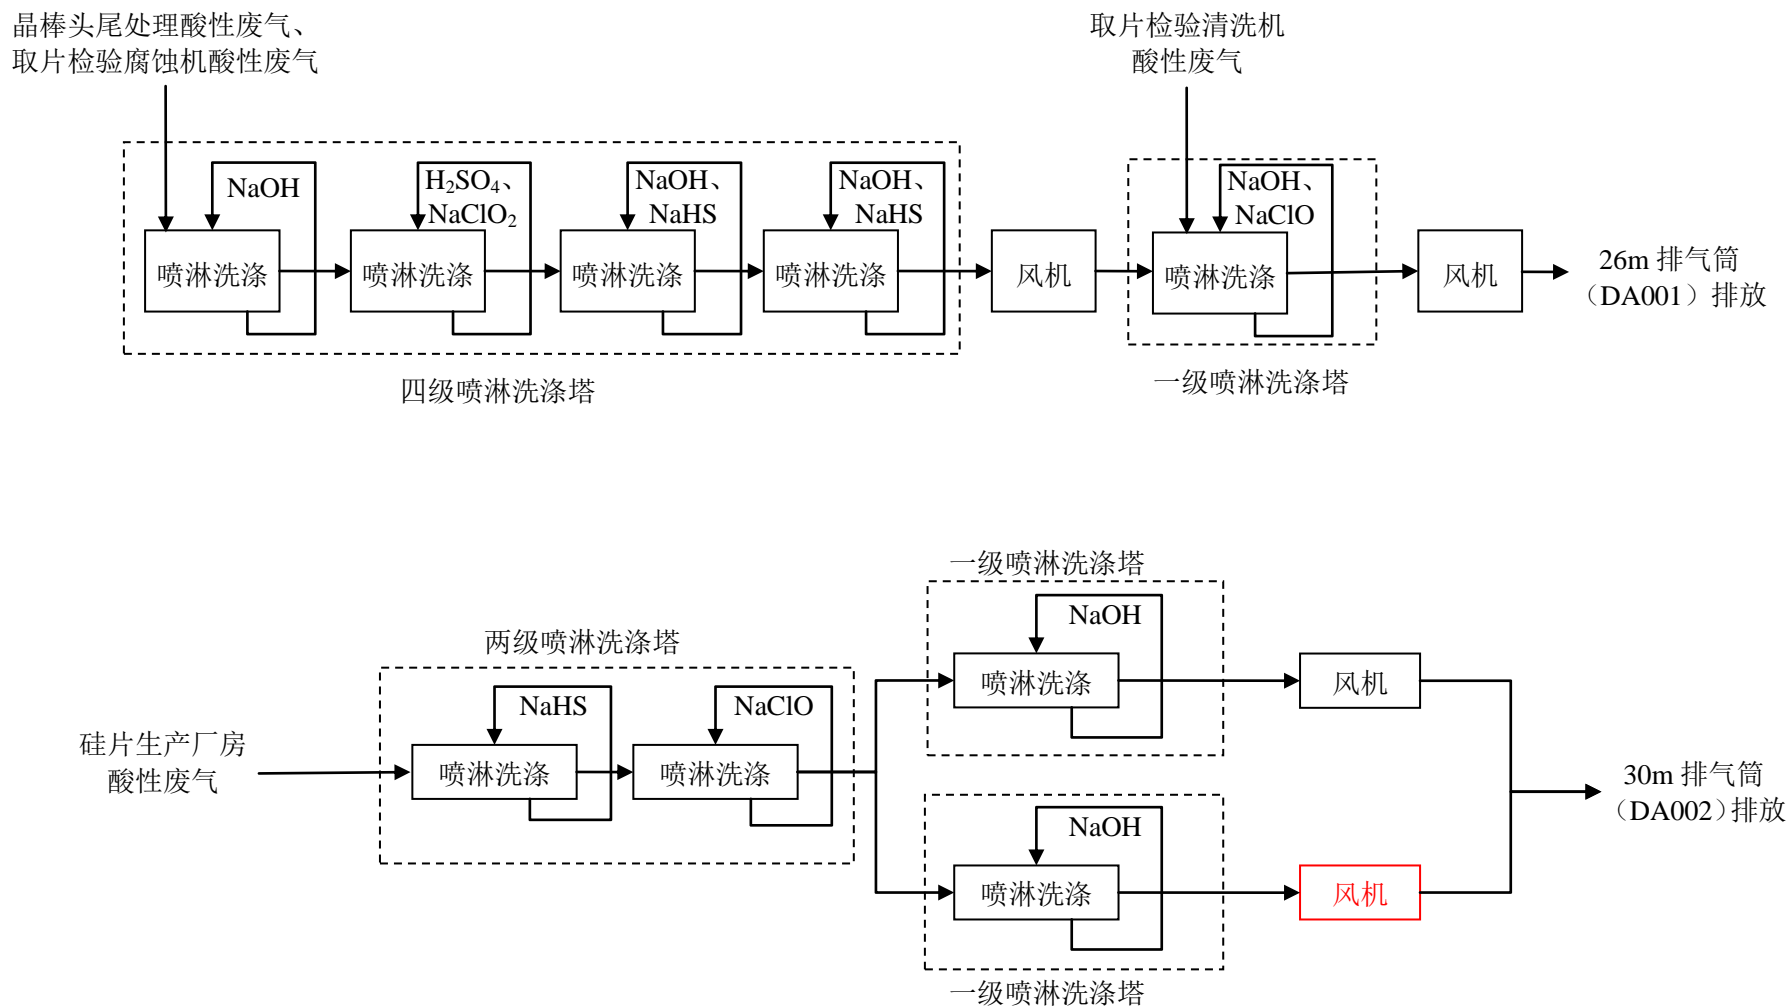 晶棒头尾处理酸性废气、
取片检验腐蚀机酸性废气
取片检验清洗机
酸性废气
NaOH
H₂SO₄、
NaClO₂
NaOH、
NaHS
NaOH、
NaHS
NaOH、
NaClO
喷淋洗涤
喷淋洗涤
喷淋洗涤
喷淋洗涤
风机
喷淋洗涤
风机
26m 排气筒
（DA001）排放
四级喷淋洗涤塔
一级喷淋洗涤塔
一级喷淋洗涤塔
NaOH
喷淋洗涤
风机
两级喷淋洗涤塔
NaHS
NaClO
硅片生产厂房
酸性废气
喷淋洗涤
喷淋洗涤
30m 排气筒
（DA002）排放
NaOH
喷淋洗涤
风机
一级喷淋洗涤塔